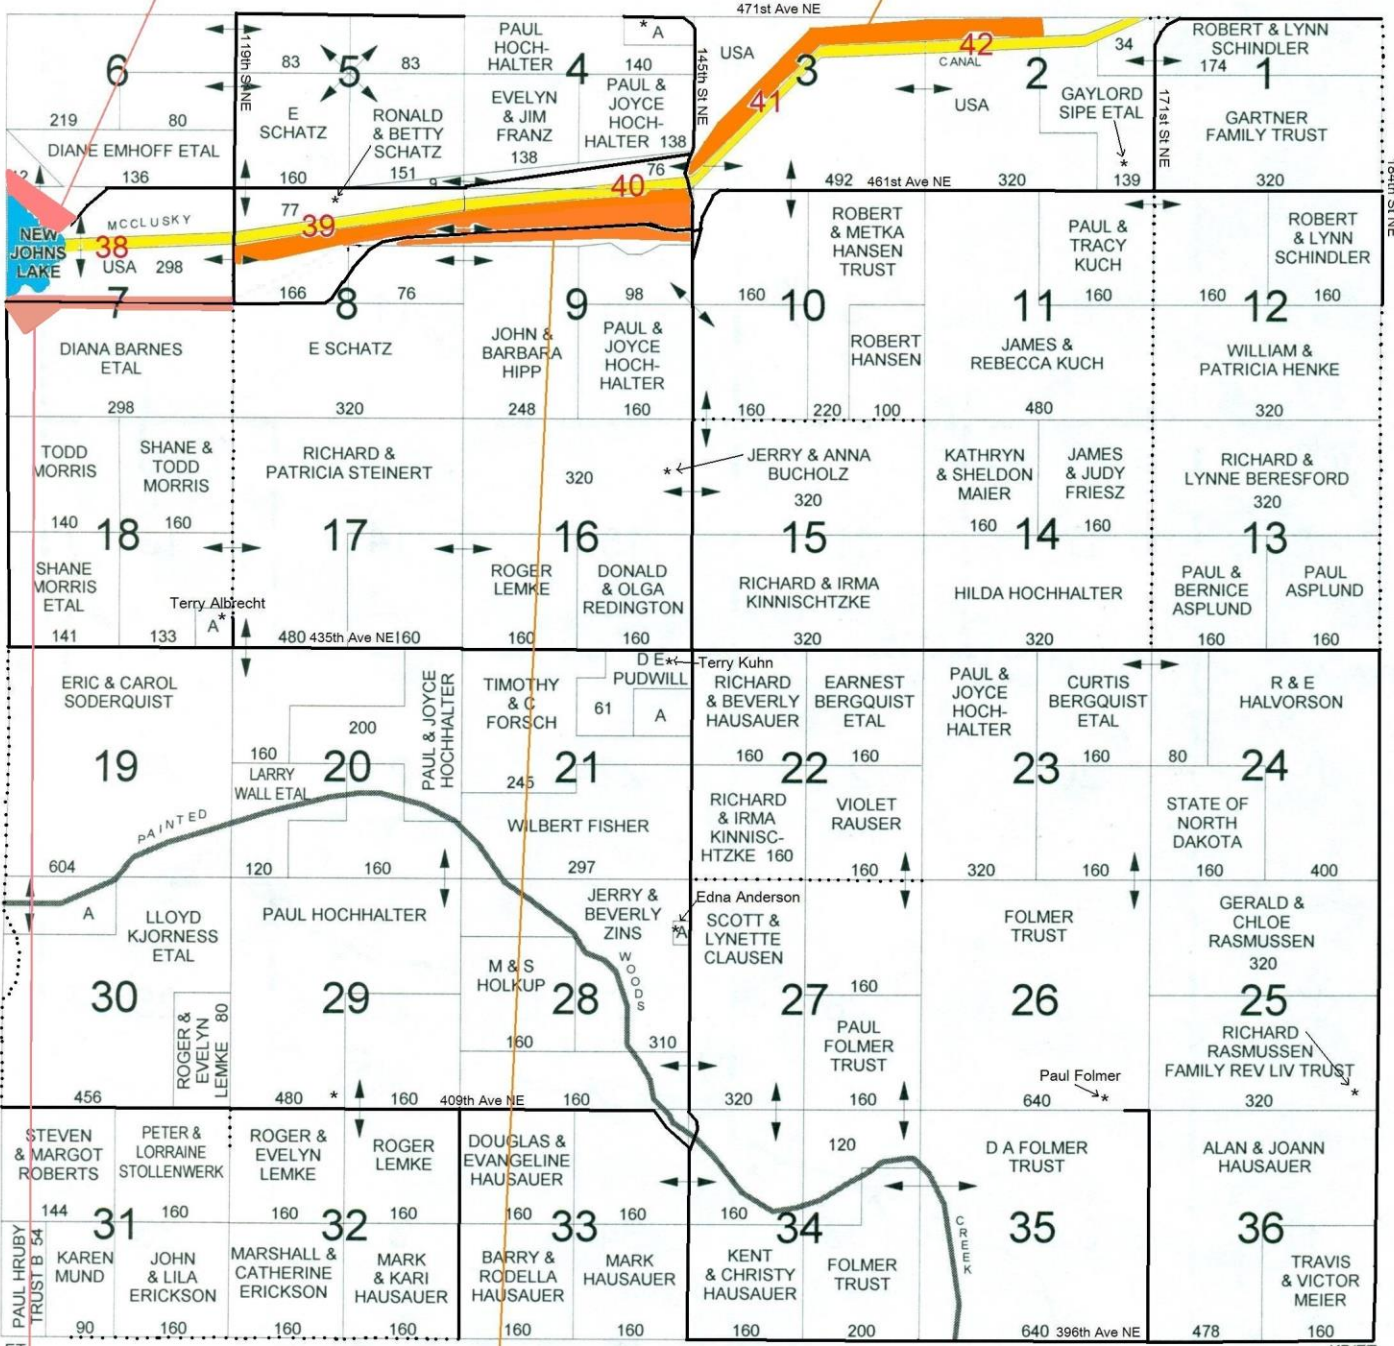 471st Ave NE
119th St NE
145th St NE
171st St NE
184th St NE
6
219
80
DIANE EMHOFF ETAL
136
83
5
83
E
SCHATZ
RONALD
& BETTY
SCHATZ
160
151
9
PAUL
HOCH-
HALTER
4
* A
140
EVELYN
& JIM
FRANZ
138
PAUL &
JOYCE
HOCH-
HALTER 138
76
USA
3
41
42
CANAL
USA
2
34
GAYLORD
SIPE ETAL
*
492
461st Ave NE
320
139
ROBERT & LYNN
SCHINDLER
174
1
GARTNER
FAMILY TRUST
320
NEW
JOHNS
LAKE
MCCLUSKY
38
USA
298
7
DIANA BARNES
ETAL
298
77
*
39
166
8
76
E SCHATZ
320
40
9
98
JOHN &
BARBARA
HIPP
248
PAUL &
JOYCE
HOCH-
HALTER
160
ROBERT
& METKA
HANSEN
TRUST
160
10
ROBERT
HANSEN
160
220
100
PAUL &
TRACY
KUCH
11
160
JAMES &
REBECCA KUCH
480
ROBERT
& LYNN
SCHINDLER
160
12
160
WILLIAM &
PATRICIA HENKE
320
TODD
MORRIS
SHANE &
TODD
MORRIS
140
18
160
SHANE
MORRIS
ETAL
Terry Albrecht
A*
141
133
RICHARD &
PATRICIA STEINERT
17
480
435th Ave NE
160
320
*
16
ROGER
LEMKE
DONALD
& OLGA
REDINGTON
160
160
JERRY & ANNA
BUCHOLZ
320
15
RICHARD & IRMA
KINNISCHTZKE
320
KATHRYN
& SHELDON
MAIER
JAMES
& JUDY
FRIESZ
160
14
160
HILDA HOCHHALTER
320
RICHARD &
LYNNE BERESFORD
320
13
PAUL &
BERNICE
ASPLUND
PAUL
ASPLUND
160
160
ERIC & CAROL
SODERQUIST
19
PAINTED
604
200
160
20
LARRY
WALL ETAL
PAUL & JOYCE
HOCHHALTER
120
160
TIMOTHY
& C
FORSCH
D E*
PUDWILL
Terry Kuhn
61
A
245
21
WILBERT FISHER
297
RICHARD
& BEVERLY
HAUSAUER
EARNEST
BERGQUIST
ETAL
160
22
160
RICHARD
& IRMA
KINNISC-
HTZKE 160
VIOLET
RAUSER
160
PAUL &
JOYCE
HOCH-
HALTER
CURTIS
BERGQUIST
ETAL
23
160
320
160
R & E
HALVORSON
80
24
STATE OF
NORTH
DAKOTA
160
400
A
LLOYD
KJORNESS
ETAL
30
ROGER &
EVELYN
LEMKE 80
456
PAUL HOCHHALTER
29
480
*
160
409th Ave NE
JERRY &
BEVERLY
ZINS
*A
Edna Anderson
WOODS
M & S
HOLKUP
28
160
310
160
SCOTT &
LYNETTE
CLAUSEN
27
160
PAUL
FOLMER
TRUST
320
160
FOLMER
TRUST
26
Paul Folmer
640
*
GERALD &
CHLOE
RASMUSSEN
320
25
RICHARD
RASMUSSEN
FAMILY REV LIV TRUST
320
*
STEVEN
& MARGOT
ROBERTS
PETER &
LORRAINE
STOLLENWERK
144
31
160
PAUL HRUBY
TRUST B 54
KAREN
MUND
JOHN
& LILA
ERICKSON
90
160
ROGER &
EVELYN
LEMKE
ROGER
LEMKE
160
32
160
MARSHALL &
CATHERINE
ERICKSON
MARK
& KARI
HAUSAUER
160
160
DOUGLAS &
EVANGELINE
HAUSAUER
160
33
160
BARRY &
RODELLA
HAUSAUER
MARK
HAUSAUER
160
160
120
160
34
KENT
& CHRISTY
HAUSAUER
FOLMER
TRUST
160
200
CREEK
D A FOLMER
TRUST
35
640
396th Ave NE
ALAN & JOANN
HAUSAUER
36
TRAVIS
& VICTOR
MEIER
478
160